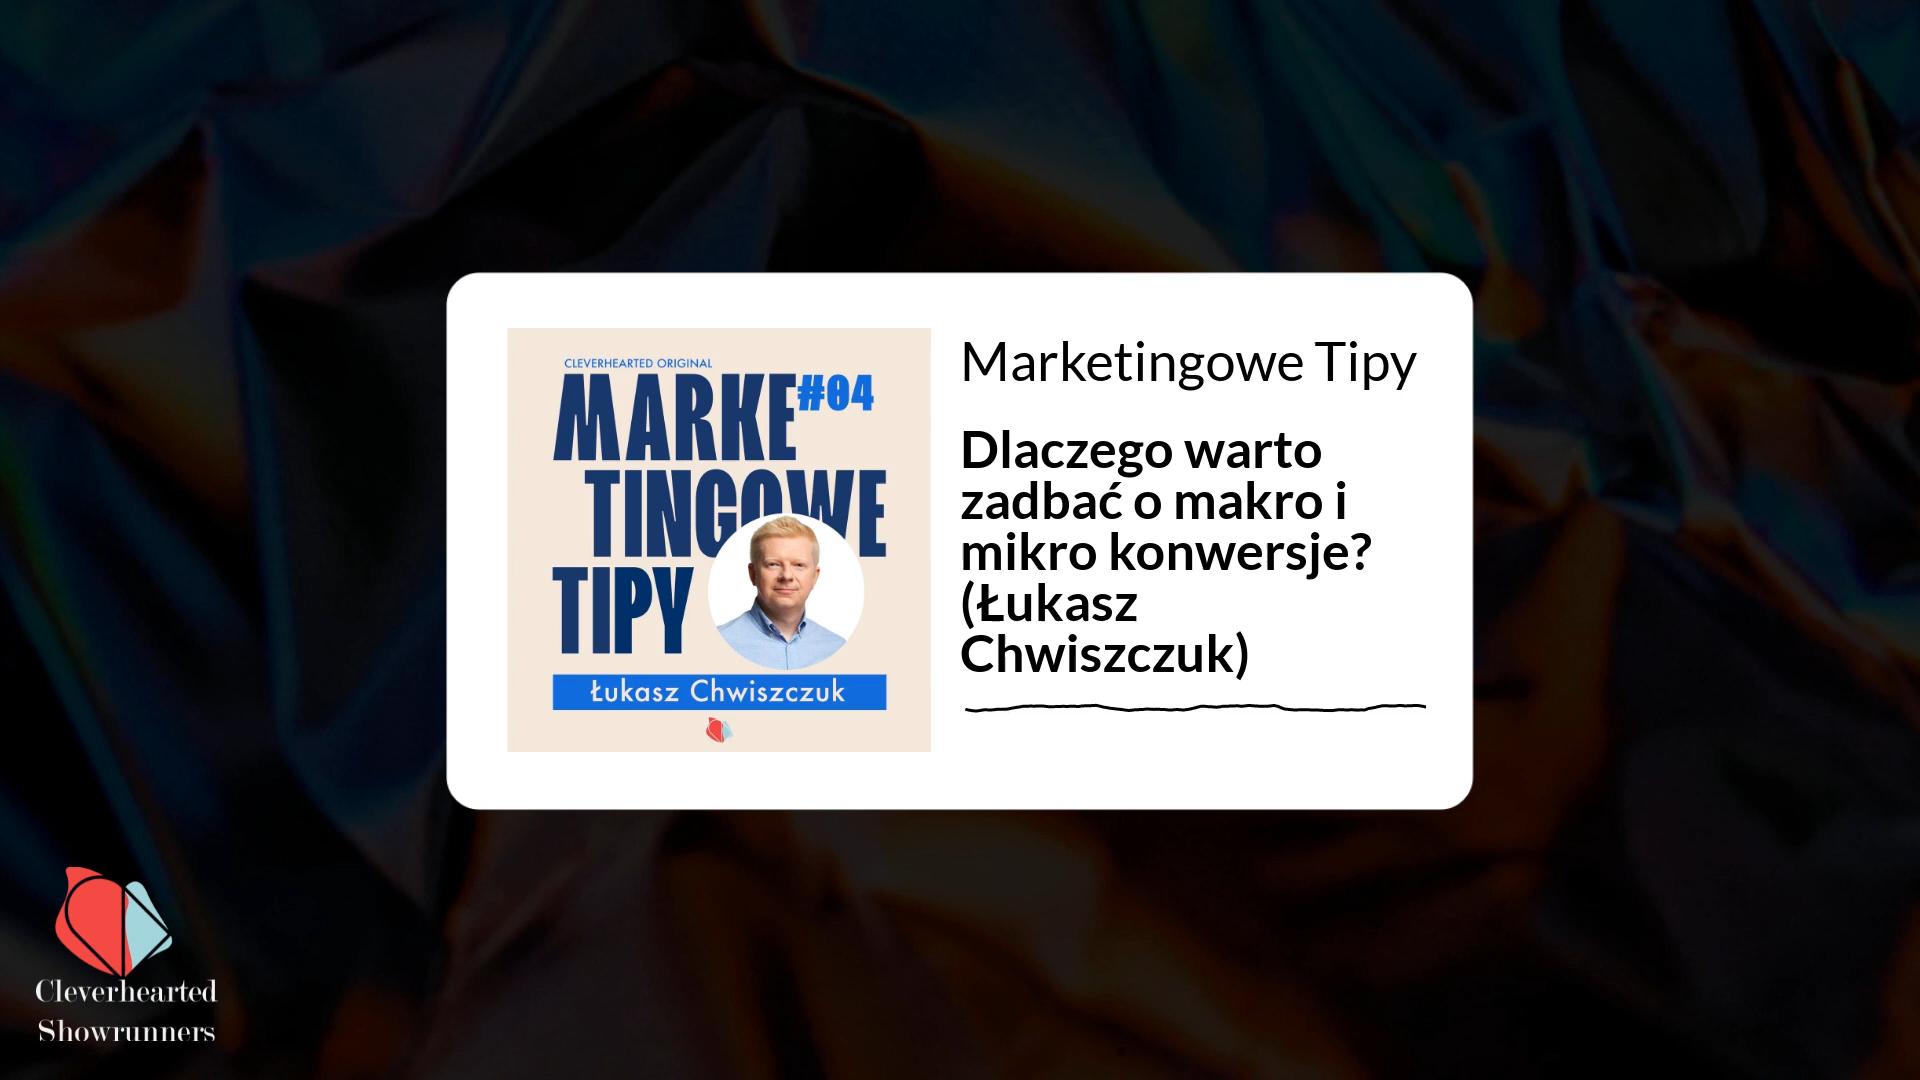 CLEVERHEARTED ORIGINAL
MARKE#04
TINGOWE
TIPY
Łukasz Chwiszczuk
Marketingowe Tipy
Dlaczego warto
zadbać o makro i
mikro konwersje?
(Łukasz
Chwiszczuk)
Cleverhearted
Showrunners